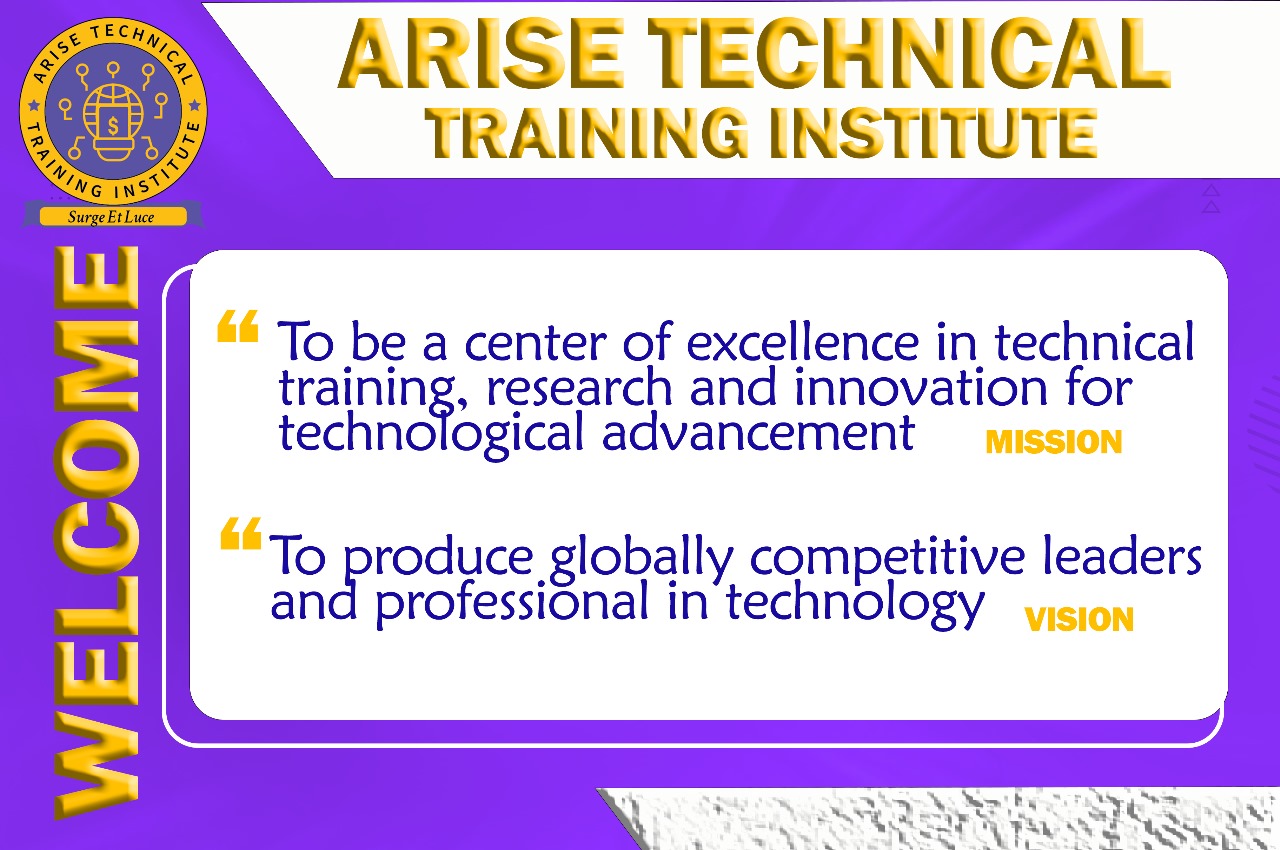 ARISE TECHNICAL
TRAINING INSTITUTE
ARISE TECHNICAL
TRAINING INSTITUTE
$
Surge Et Luce
WELCOME
❝ To be a center of excellence in technical
training, research and innovation for
technological advancement
MISSION
❝ To produce globally competitive leaders
and professional in technology
VISION